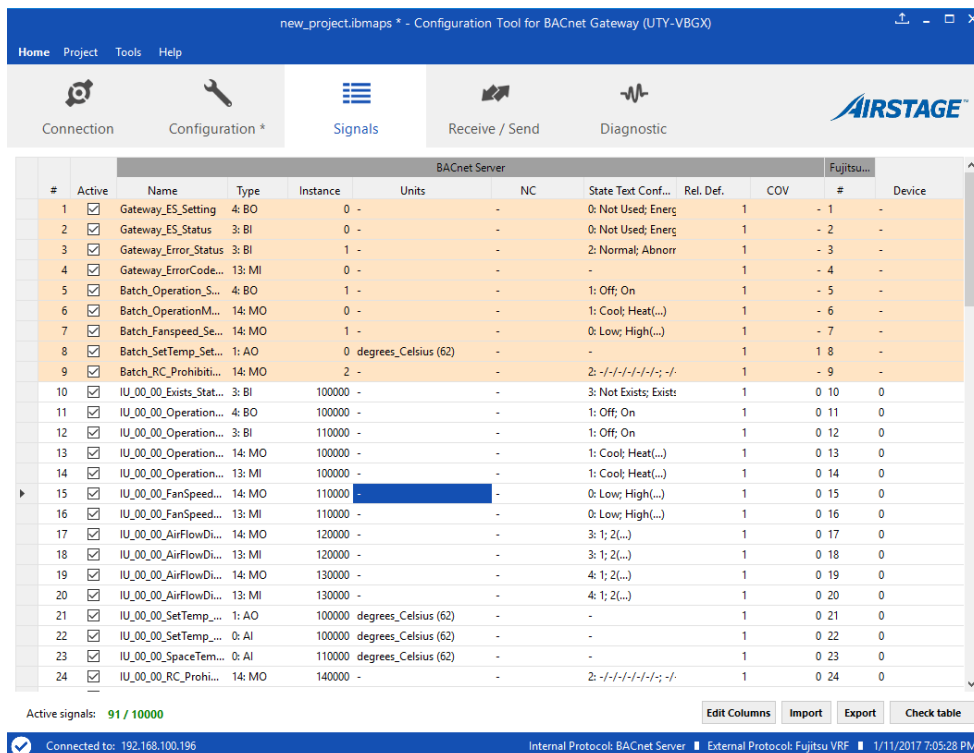 new_project.ibmaps * - Configuration Tool for BACnet Gateway (UTY-VBGX)
Home Project Tools Help
Connection Configuration * Signals Receive / Send Diagnostic AIRSTAGE™
BACnet Server Fujitsu...
# Active Name Type Instance Units NC State Text Conf... Rel. Def. COV # Device
1 Gateway_ES_Setting 4: BO 0 - - 0: Not Used; Energ 1 - 1 -
2 Gateway_ES_Status 3: BI 0 - - 0: Not Used; Energ 1 - 2 -
3 Gateway_Error_Status 3: BI 1 - - 2: Normal; Abnorr 1 - 3 -
4 Gateway_ErrorCode... 13: MI 0 - - - 1 - 4 -
5 Batch_Operation_S... 4: BO 1 - - 1: Off; On 1 - 5 -
6 Batch_OperationM... 14: MO 0 - - 1: Cool; Heat(...) 1 - 6 -
7 Batch_Fanspeed_Se... 14: MO 1 - - 0: Low; High(...) 1 - 7 -
8 Batch_SetTemp_Set... 1: AO 0 degrees_Celsius (62) - - 1 1 8 -
9 Batch_RC_Prohibiti... 14: MO 2 - - 2: -/-/-/-/-/-/-; -/- 1 - 9 -
10 IU_00_00_Exists_Stat... 3: BI 100000 - - 3: Not Exists; Exists 1 0 10 0
11 IU_00_00_Operation... 4: BO 100000 - - 1: Off; On 1 0 11 0
12 IU_00_00_Operation... 3: BI 110000 - - 1: Off; On 1 0 12 0
13 IU_00_00_Operation... 14: MO 100000 - - 1: Cool; Heat(...) 1 0 13 0
14 IU_00_00_Operation... 13: MI 100000 - - 1: Cool; Heat(...) 1 0 14 0
15 IU_00_00_FanSpeed... 14: MO 110000 - - 0: Low; High(...) 1 0 15 0
16 IU_00_00_FanSpeed... 13: MI 110000 - - 0: Low; High(...) 1 0 16 0
17 IU_00_00_AirFlowDi... 14: MO 120000 - - 3: 1; 2(...) 1 0 17 0
18 IU_00_00_AirFlowDi... 13: MI 120000 - - 3: 1; 2(...) 1 0 18 0
19 IU_00_00_AirFlowDi... 14: MO 130000 - - 4: 1; 2(...) 1 0 19 0
20 IU_00_00_AirFlowDi... 13: MI 130000 - - 4: 1; 2(...) 1 0 20 0
21 IU_00_00_SetTemp_... 1: AO 100000 degrees_Celsius (62) - - 1 0 21 0
22 IU_00_00_SetTemp_... 0: AI 100000 degrees_Celsius (62) - - 1 0 22 0
23 IU_00_00_SpaceTem... 0: AI 110000 degrees_Celsius (62) - - 1 0 23 0
24 IU_00_00_RC_Prohi... 14: MO 140000 - - 2: -/-/-/-/-/-/-; -/- 1 0 24 0
Active signals: 91 / 10000 Edit Columns Import Export Check table
Connected to: 192.168.100.196 Internal Protocol: BACnet Server External Protocol: Fujitsu VRF 1/11/2017 7:05:28 PM